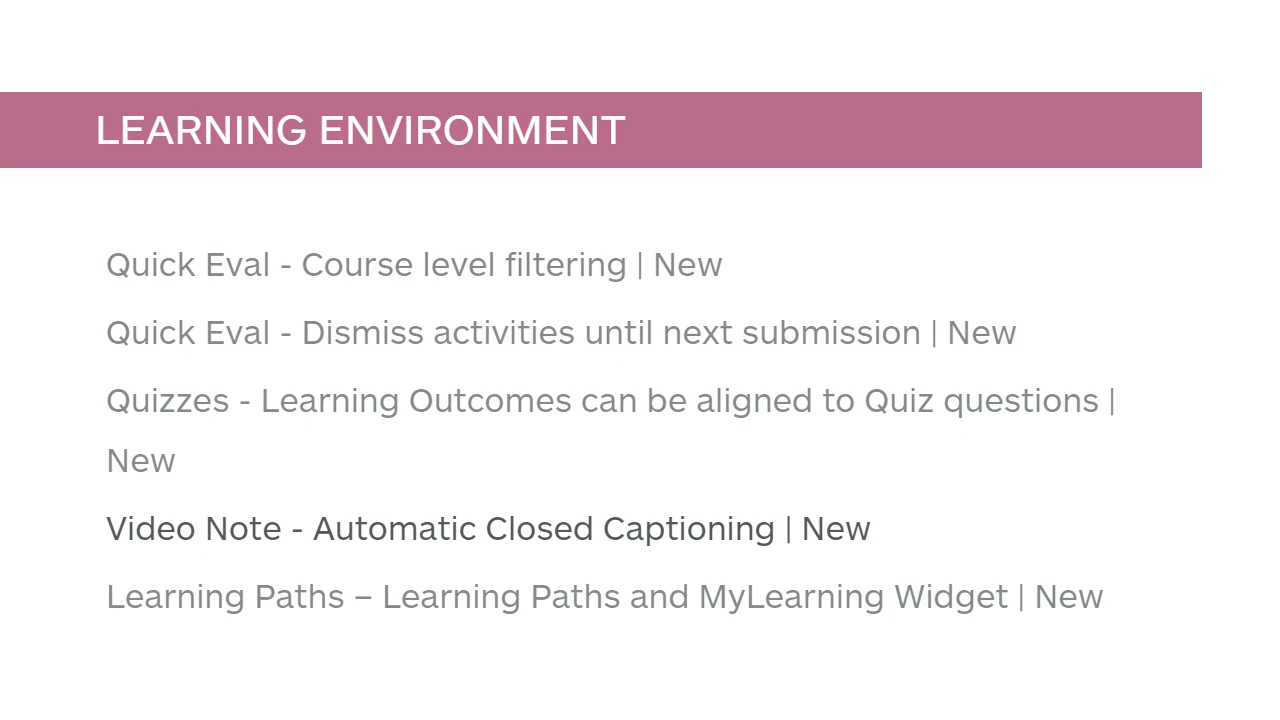 LEARNING ENVIRONMENT
Quick Eval - Course level filtering | New
Quick Eval - Dismiss activities until next submission | New
Quizzes - Learning Outcomes can be aligned to Quiz questions |
New
Video Note - Automatic Closed Captioning | New
Learning Paths – Learning Paths and MyLearning Widget | New